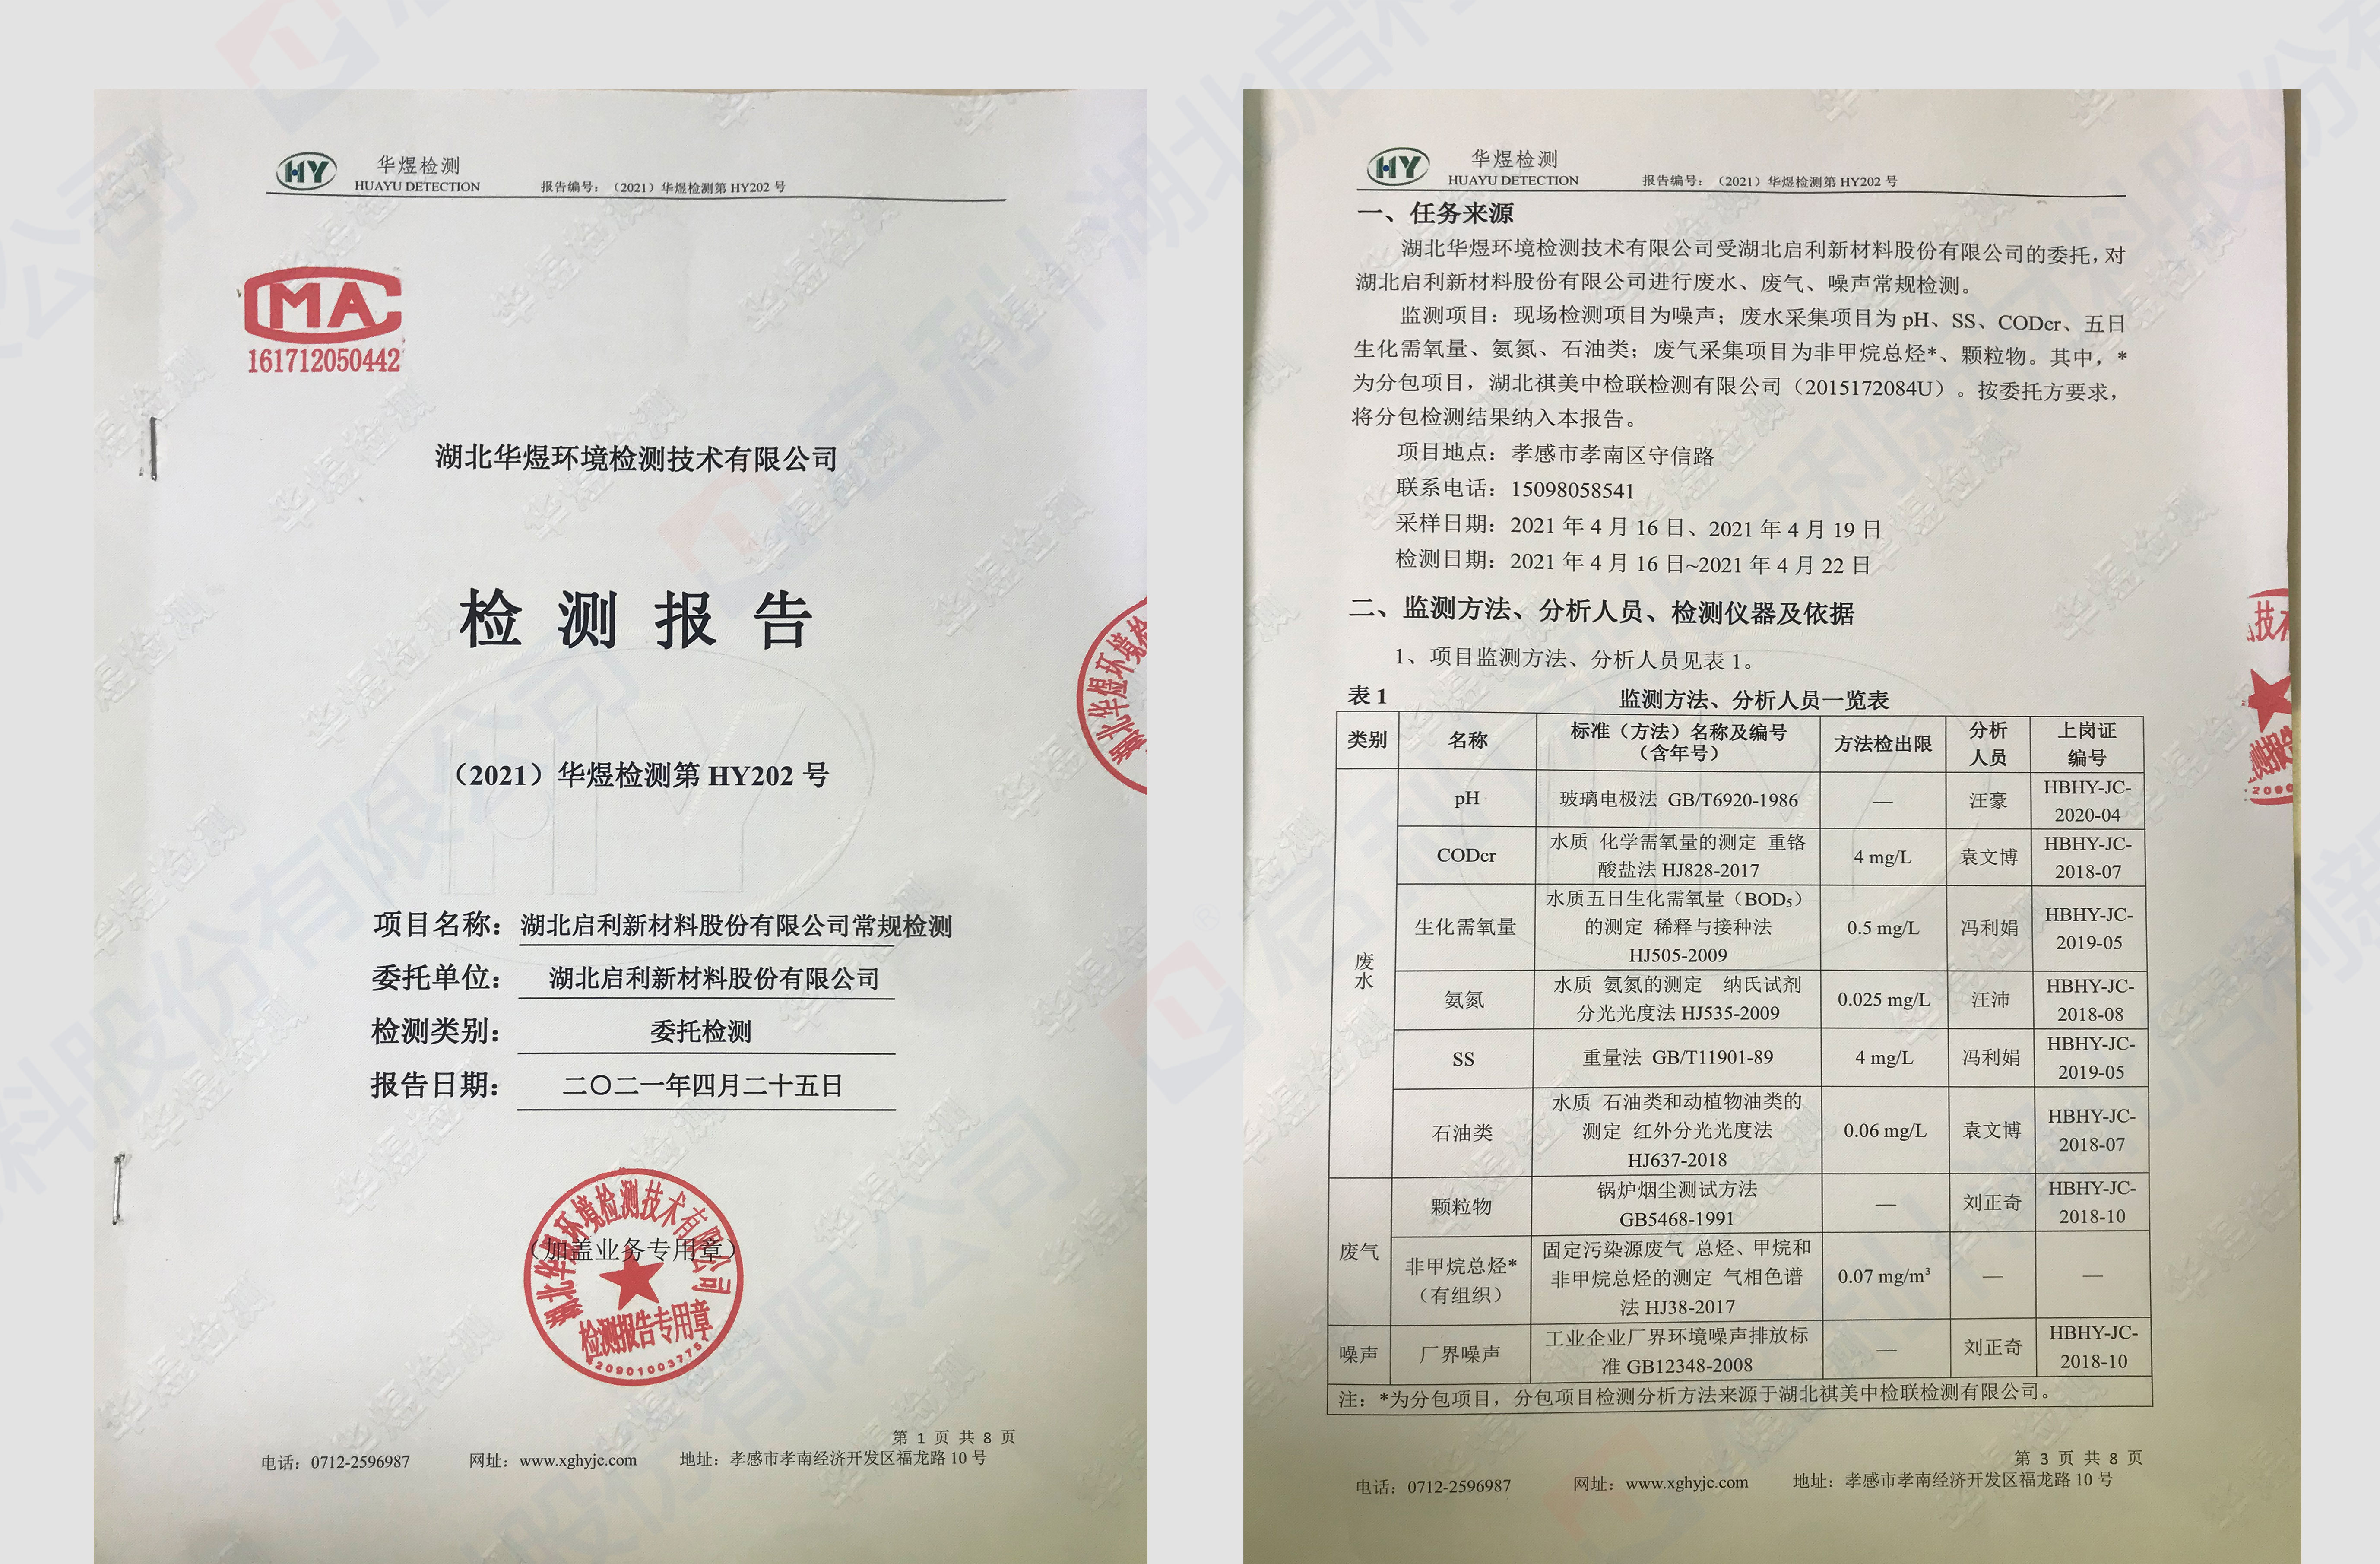 HY 华煜检测
HUAYU DETECTION 报告编号：（2021）华煜检测第 HY202 号
MA
161712050442
湖北华煜环境检测技术有限公司
检测报告
（2021）华煜检测第 HY202 号
项目名称：湖北启利新材料股份有限公司常规检测
委托单位：湖北启利新材料股份有限公司
检测类别：委托检测
报告日期：二〇二一年四月二十五日
（加盖业务专用章）
湖北华煜环境检测技术有限公司
检测报告专用章
第 1 页 共 8 页
电话：0712-2596987 网址：www.xghyjc.com 地址：孝感市孝南经济开发区福龙路 10 号
HY 华煜检测
HUAYU DETECTION 报告编号：（2021）华煜检测第 HY202 号
一、任务来源
湖北华煜环境检测技术有限公司受湖北启利新材料股份有限公司的委托，对
湖北启利新材料股份有限公司进行废水、废气、噪声常规检测。
监测项目：现场检测项目为噪声；废水采集项目为 pH、SS、CODcr、五日
生化需氧量、氨氮、石油类；废气采集项目为非甲烷总烃*、颗粒物。其中，*
为分包项目，湖北祺美中检联检测有限公司（2015172084U）。按委托方要求，
将分包检测结果纳入本报告。
项目地点：孝感市孝南区守信路
联系电话：15098058541
采样日期：2021 年 4 月 16 日、2021 年 4 月 19 日
检测日期：2021 年 4 月 16 日~2021 年 4 月 22 日
二、监测方法、分析人员、检测仪器及依据
1、项目监测方法、分析人员见表 1。
表 1 监测方法、分析人员一览表
类别 名称 标准（方法）名称及编号（含年号） 方法检出限 分析人员 上岗证编号
废水 pH 玻璃电极法 GB/T6920-1986 — 汪豪 HBHY-JC-2020-04
CODcr 水质 化学需氧量的测定 重铬酸盐法 HJ828-2017 4 mg/L 袁文博 HBHY-JC-2018-07
生化需氧量 水质五日生化需氧量（BOD₅）的测定 稀释与接种法 HJ505-2009 0.5 mg/L 冯利娟 HBHY-JC-2019-05
氨氮 水质 氨氮的测定 纳氏试剂分光光度法 HJ535-2009 0.025 mg/L 汪沛 HBHY-JC-2018-08
SS 重量法 GB/T11901-89 4 mg/L 冯利娟 HBHY-JC-2019-05
石油类 水质 石油类和动植物油类的测定 红外分光光度法 HJ637-2018 0.06 mg/L 袁文博 HBHY-JC-2018-07
废气 颗粒物 锅炉烟尘测试方法 GB5468-1991 — 刘正奇 HBHY-JC-2018-10
非甲烷总烃*（有组织） 固定污染源废气 总烃、甲烷和非甲烷总烃的测定 气相色谱法 HJ38-2017 0.07 mg/m³ — —
噪声 厂界噪声 工业企业厂界环境噪声排放标准 GB12348-2008 — 刘正奇 HBHY-JC-2018-10
注：*为分包项目，分包项目检测分析方法来源于湖北祺美中检联检测有限公司。
第 3 页 共 8 页
电话：0712-2596987 网址：www.xghyjc.com 地址：孝感市孝南经济开发区福龙路 10 号